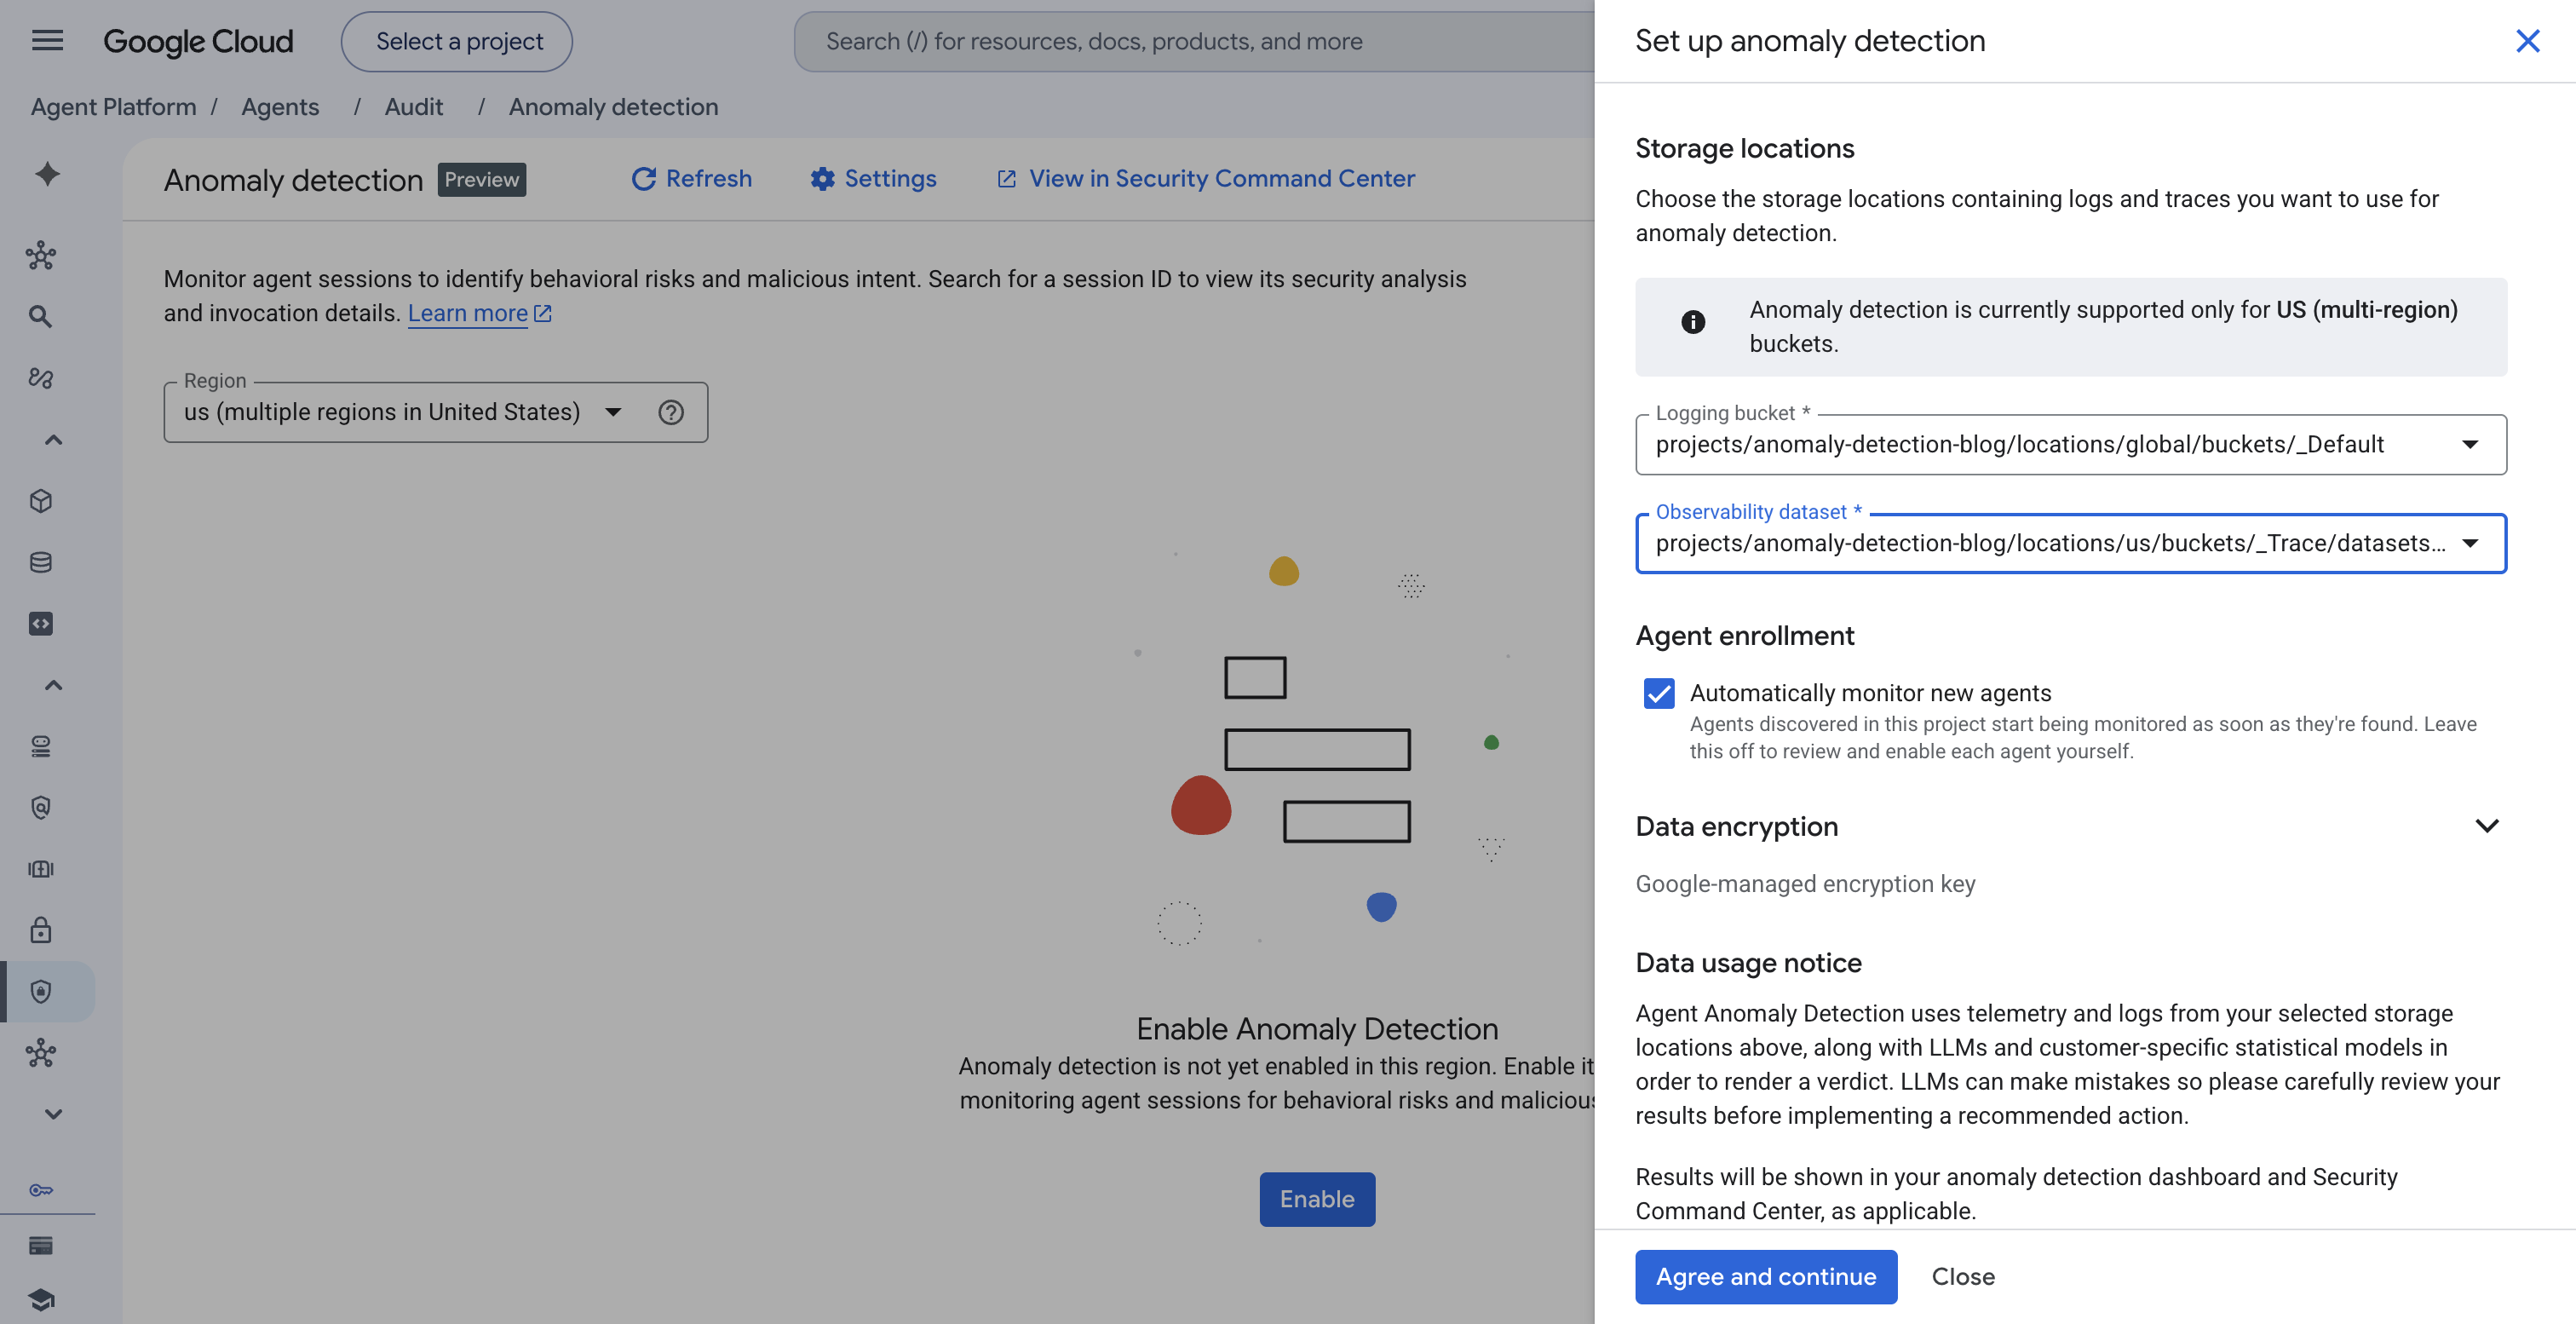 Google Cloud
Select a project
Search (/) for resources, docs, products, and more
Agent Platform / Agents / Audit / Anomaly detection
Anomaly detection Preview
Refresh
Settings
View in Security Command Center
Monitor agent sessions to identify behavioral risks and malicious intent. Search for a session ID to view its security analysis
and invocation details. Learn more
Region
us (multiple regions in United States)
Enable Anomaly Detection
Anomaly detection is not yet enabled in this region. Enable it
monitoring agent sessions for behavioral risks and malicious
Enable
Set up anomaly detection
Storage locations
Choose the storage locations containing logs and traces you want to use for
anomaly detection.
Anomaly detection is currently supported only for US (multi-region)
buckets.
Logging bucket *
projects/anomaly-detection-blog/locations/global/buckets/_Default
Observability dataset *
projects/anomaly-detection-blog/locations/us/buckets/_Trace/datasets...
Agent enrollment
Automatically monitor new agents
Agents discovered in this project start being monitored as soon as they're found. Leave
this off to review and enable each agent yourself.
Data encryption
Google-managed encryption key
Data usage notice
Agent Anomaly Detection uses telemetry and logs from your selected storage
locations above, along with LLMs and customer-specific statistical models in
order to render a verdict. LLMs can make mistakes so please carefully review your
results before implementing a recommended action.
Results will be shown in your anomaly detection dashboard and Security
Command Center, as applicable.
Agree and continue
Close